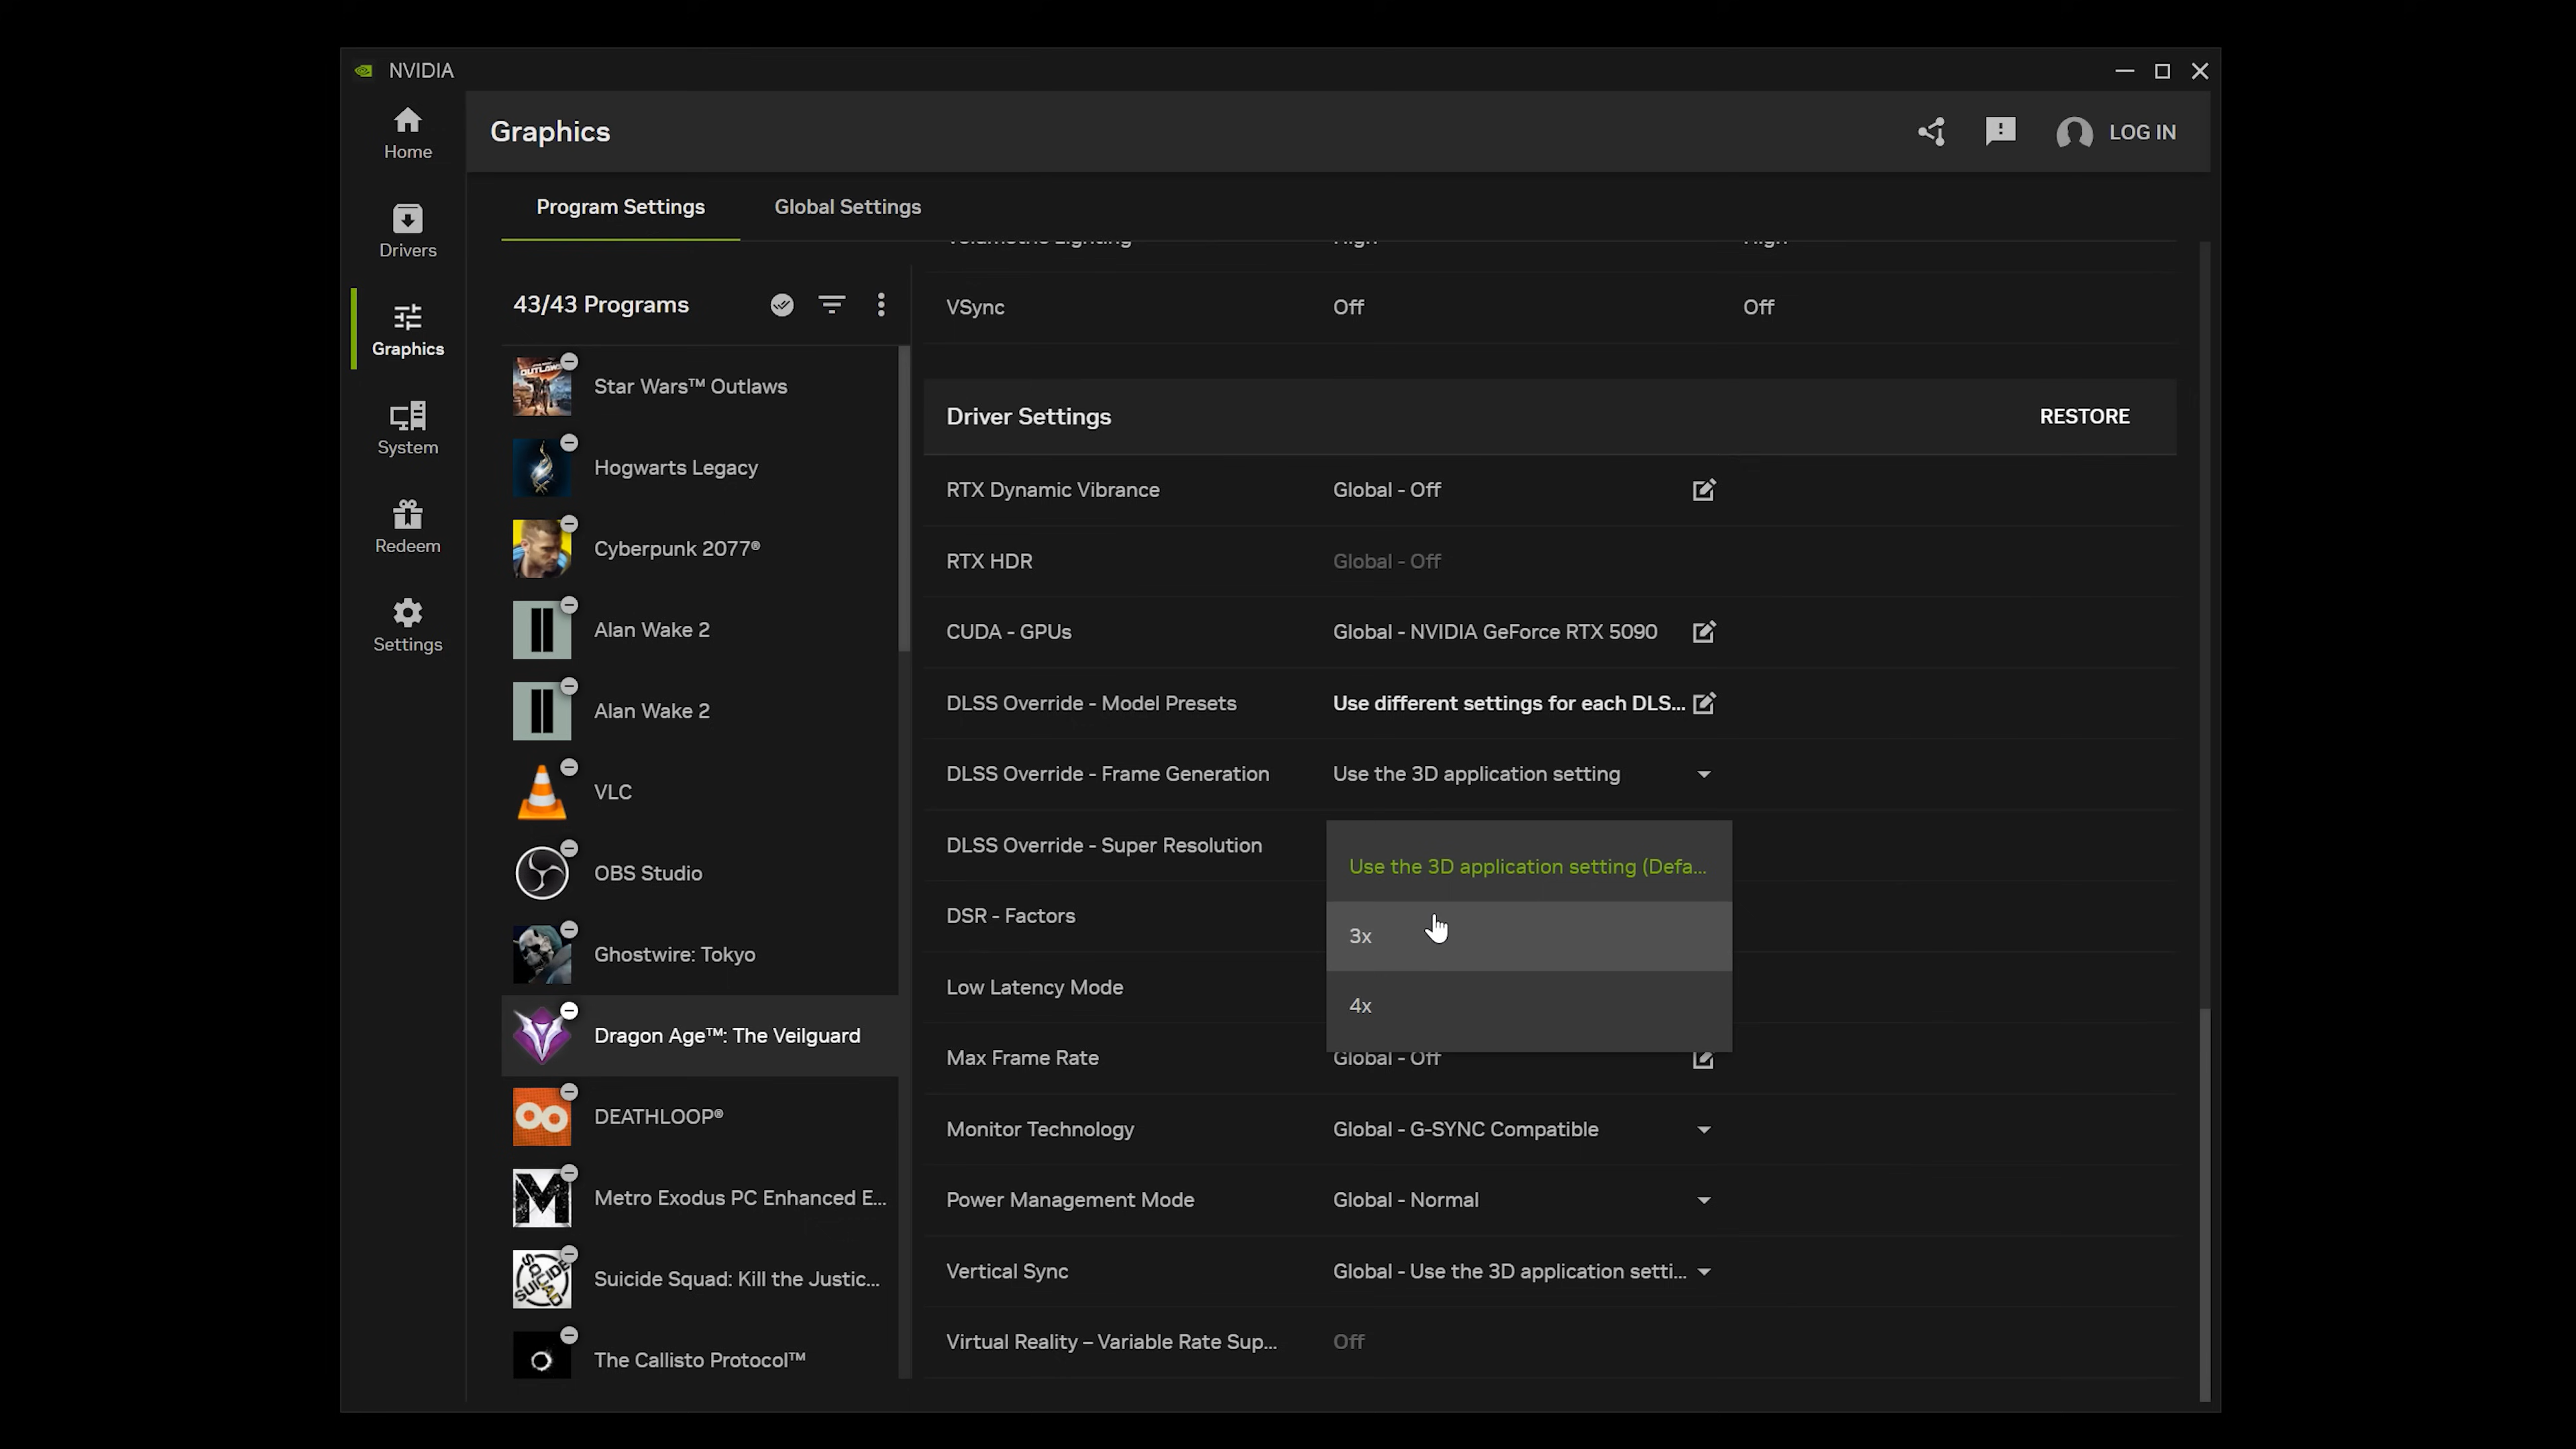 NVIDIA
Home
Drivers
Graphics
System
Redeem
Settings
Graphics
LOG IN
Program Settings
Global Settings
43/43 Programs
Star Wars™ Outlaws
Hogwarts Legacy
Cyberpunk 2077®
Alan Wake 2
Alan Wake 2
VLC
OBS Studio
Ghostwire: Tokyo
Dragon Age™: The Veilguard
DEATHLOOP®
Metro Exodus PC Enhanced E...
Suicide Squad: Kill the Justic...
The Callisto Protocol™
Volumetric Lighting High High
VSync Off Off
Driver Settings RESTORE
RTX Dynamic Vibrance Global - Off
RTX HDR Global - Off
CUDA - GPUs Global - NVIDIA GeForce RTX 5090
DLSS Override - Model Presets Use different settings for each DLS...
DLSS Override - Frame Generation Use the 3D application setting
DLSS Override - Super Resolution
Use the 3D application setting (Defa...
DSR - Factors
3x
Low Latency Mode
4x
Max Frame Rate Global - Off
Monitor Technology Global - G-SYNC Compatible
Power Management Mode Global - Normal
Vertical Sync Global - Use the 3D application setti...
Virtual Reality – Variable Rate Sup... Off